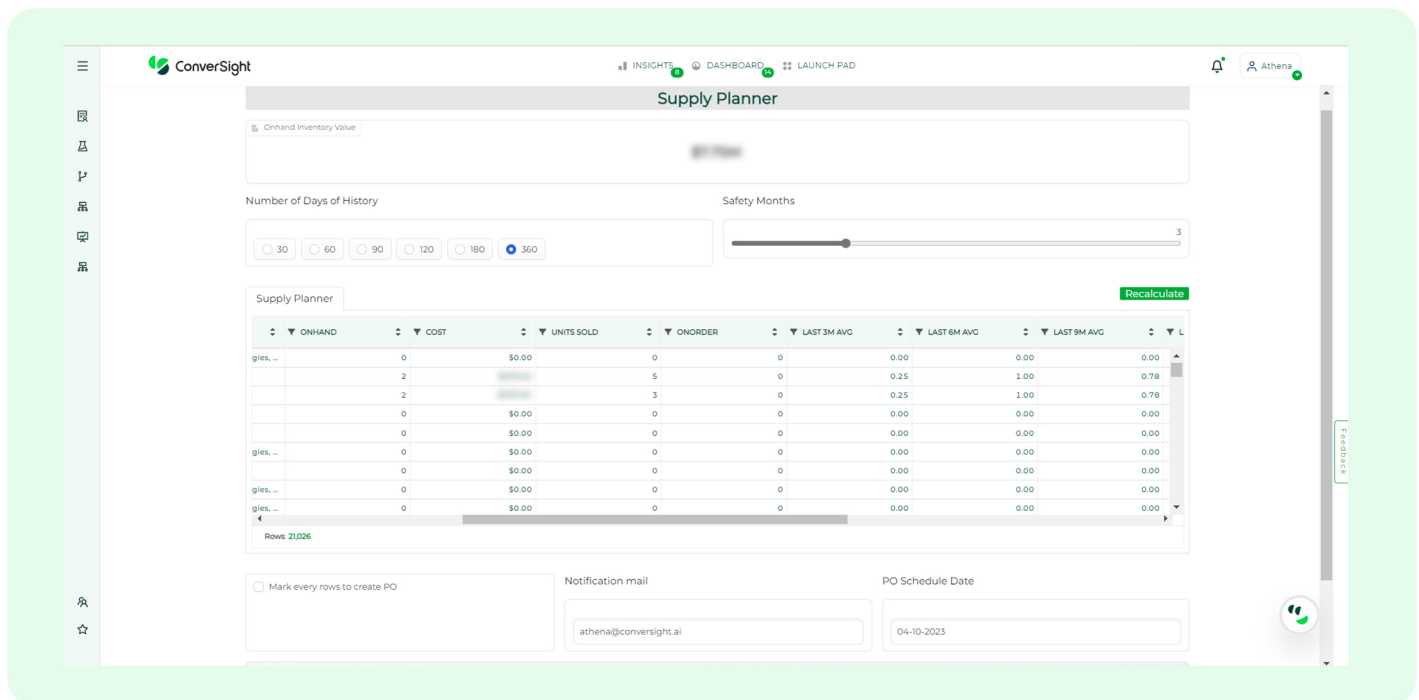 ConverSight
INSIGHTS 8 DASHBOARD 14 LAUNCH PAD
Athena
Supply Planner
Onhand Inventory Value
Number of Days of History
Safety Months
30 60 90 120 180 360
3
Supply Planner
Recalculate
ONHAND COST UNITS SOLD ONORDER LAST 3M AVG LAST 6M AVG LAST 9M AVG L
gies, ... 0 $0.00 0 0 0.00 0.00 0.00
2 5 0 0.25 1.00 0.78
2 3 0 0.25 1.00 0.78
0 $0.00 0 0 0.00 0.00 0.00
0 $0.00 0 0 0.00 0.00 0.00
gies, ... 0 $0.00 0 0 0.00 0.00 0.00
0 $0.00 0 0 0.00 0.00 0.00
gies, ... 0 $0.00 0 0 0.00 0.00 0.00
gies, ... 0 $0.00 0 0 0.00 0.00 0.00
Rows: 21,026
Mark every rows to create PO
Notification mail
PO Schedule Date
athena@conversight.ai
04-10-2023
Feedback